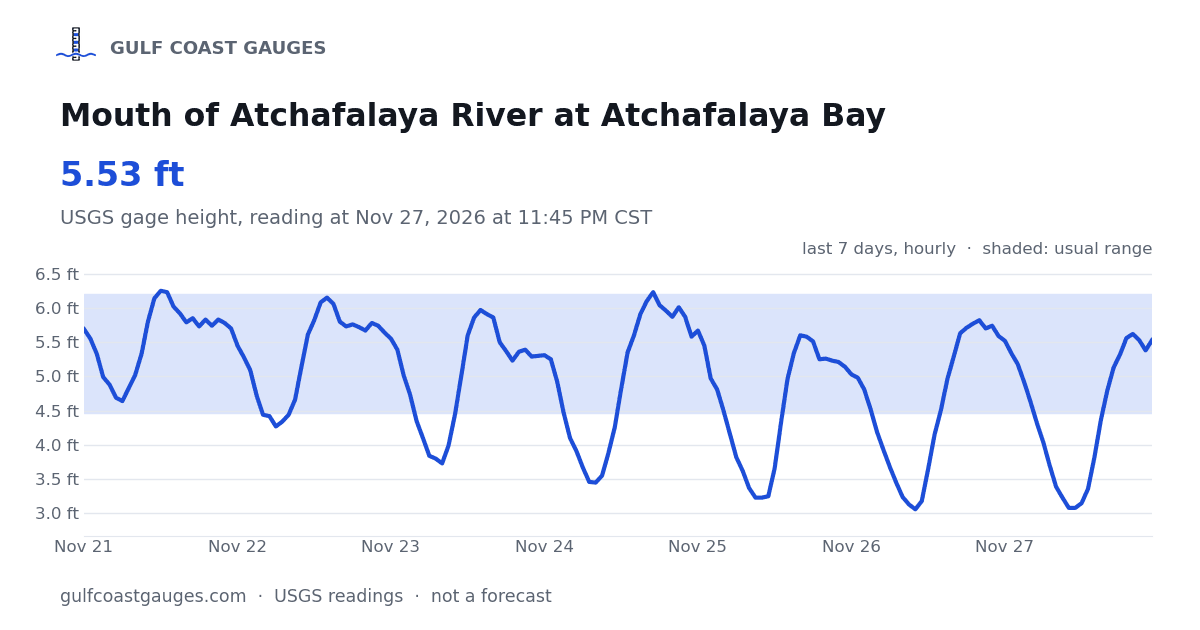 GULF COAST GAUGES
Mouth of Atchafalaya River at Atchafalaya Bay
5.53 ft
USGS gage height, reading at Nov 27, 2026 at 11:45 PM CST
last 7 days, hourly · shaded: usual range
6.5 ft
6.0 ft
5.5 ft
5.0 ft
4.5 ft
4.0 ft
3.5 ft
3.0 ft
Nov 21 Nov 22 Nov 23 Nov 24 Nov 25 Nov 26 Nov 27
gulfcoastgauges.com · USGS readings · not a forecast